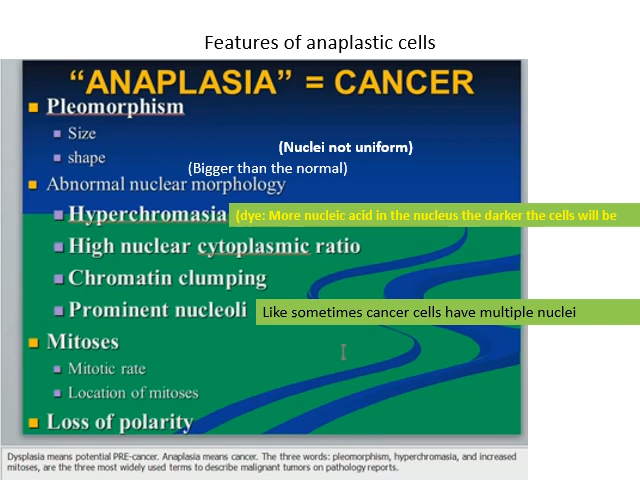 Features of anaplastic cells
“ANAPLASIA” = CANCER
Pleomorphism
Size
(Nuclei not uniform)
shape
(Bigger than the normal)
Abnormal nuclear morphology
Hyperchromasia (dye: More nucleic acid in the nucleus the darker the cells will be
High nuclear cytoplasmic ratio
Chromatin clumping
Prominent nucleoli Like sometimes cancer cells have multiple nuclei
Mitoses
Mitotic rate
Location of mitoses
Loss of polarity
Dysplasia means potential PRE-cancer. Anaplasia means cancer. The three words: pleomorphism, hyperchromasia, and increased
mitoses, are the three most widely used terms to describe malignant tumors on pathology reports.